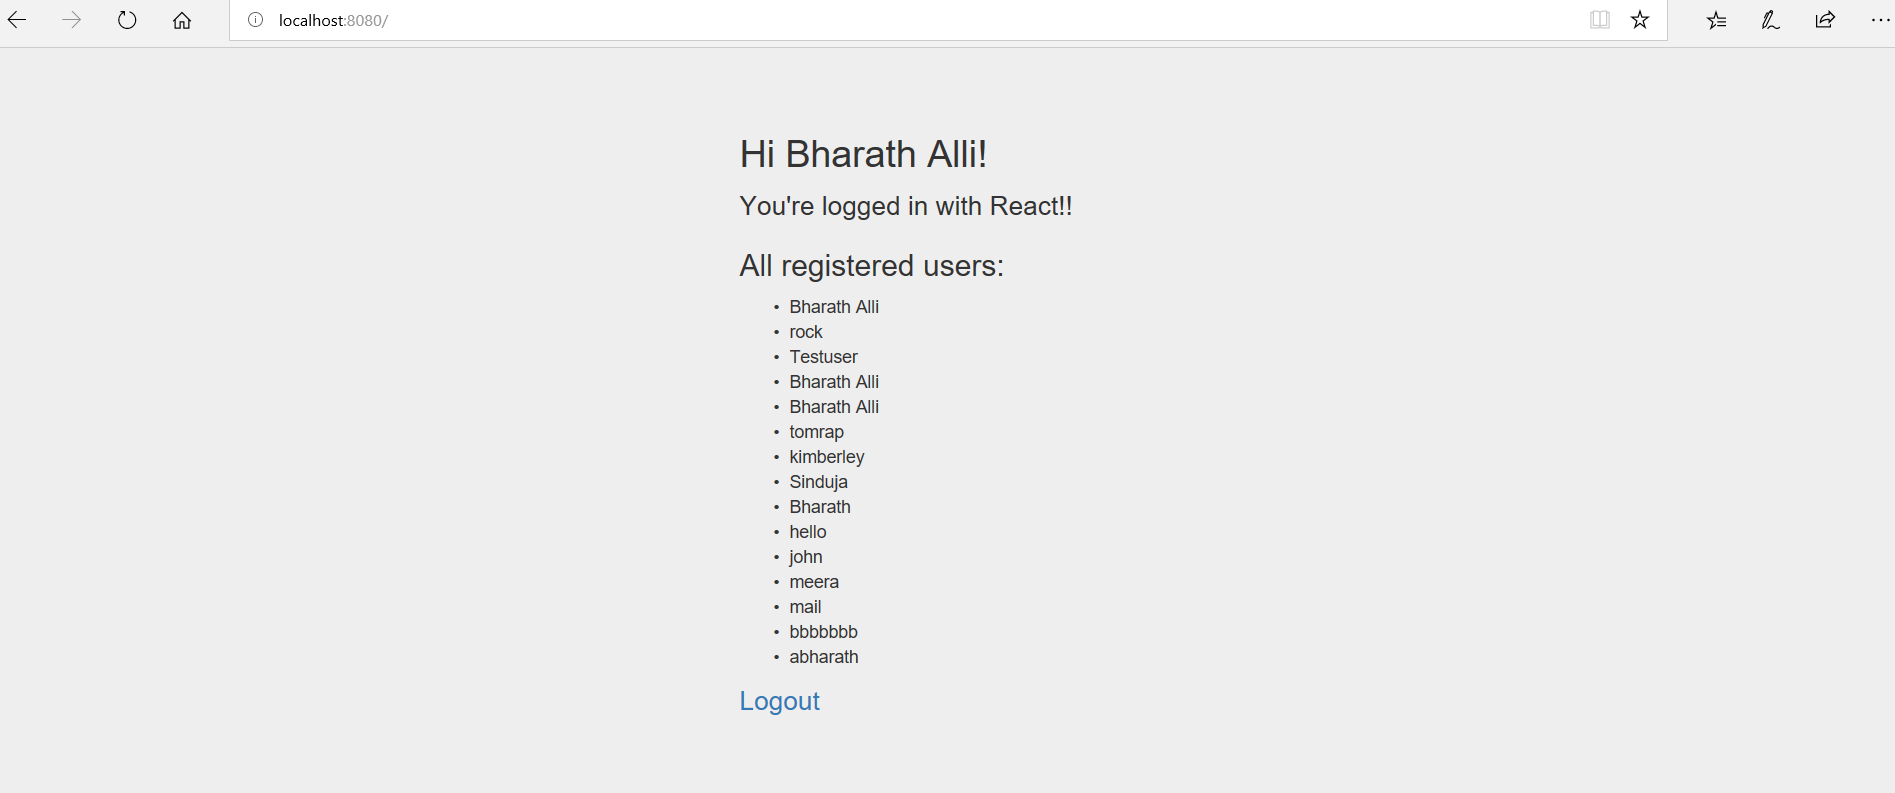 localhost:8080/
Hi Bharath Alli!
You're logged in with React!!
All registered users:
• Bharath Alli
• rock
• Testuser
• Bharath Alli
• Bharath Alli
• tomrap
• kimberley
• Sinduja
• Bharath
• hello
• john
• meera
• mail
• bbbbbbb
• abharath
Logout